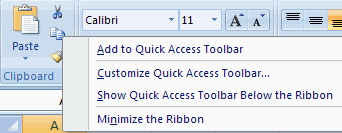 Calibri 11 A A
Paste
Clipboard
Add to Quick Access Toolbar
Customize Quick Access Toolbar...
Show Quick Access Toolbar Below the Ribbon
Minimize the Ribbon
A